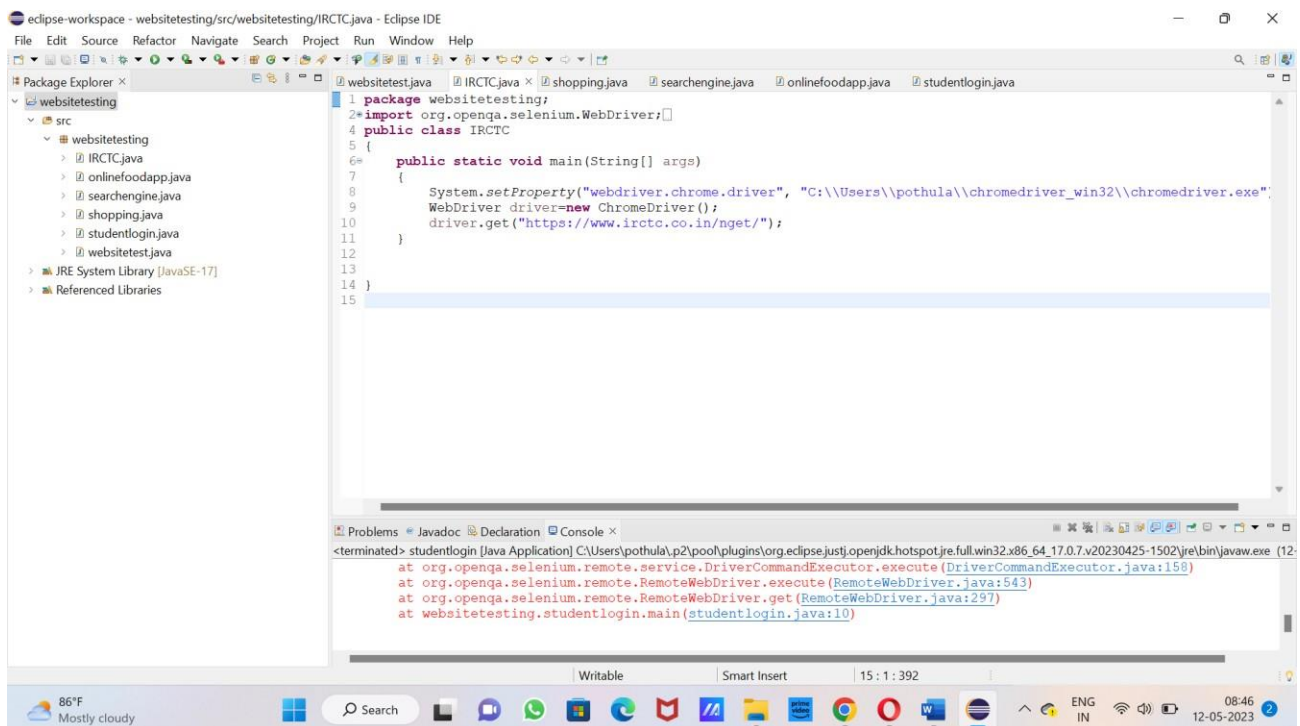 eclipse-workspace - websitetesting/src/websitetesting/IRCTC.java - Eclipse IDE
File Edit Source Refactor Navigate Search Project Run Window Help
Package Explorer
websitetesting
src
websitetesting
IRCTC.java
onlinefoodapp.java
searchengine.java
shopping.java
studentlogin.java
websitetest.java
JRE System Library [JavaSE-17]
Referenced Libraries
websitetest.java IRCTC.java shopping.java searchengine.java onlinefoodapp.java studentlogin.java
1 package websitetesting;
2 import org.openqa.selenium.WebDriver;
4 public class IRCTC
5 {
6 public static void main(String[] args)
7 {
8 System.setProperty("webdriver.chrome.driver", "C:\\Users\\pothula\\chromedriver_win32\\chromedriver.exe")
9 WebDriver driver=new ChromeDriver();
10 driver.get("https://www.irctc.co.in/nget/");
11 }
12
13
14 }
15
Problems Javadoc Declaration Console
<terminated> studentlogin [Java Application] C:\Users\pothula\.p2\pool\plugins\org.eclipse.justj.openjdk.hotspot.jre.full.win32.x86_64_17.0.7.v20230425-1502\jre\bin\javaw.exe (12-
at org.openqa.selenium.remote.service.DriverCommandExecutor.execute(DriverCommandExecutor.java:158)
at org.openqa.selenium.remote.RemoteWebDriver.execute(RemoteWebDriver.java:543)
at org.openqa.selenium.remote.RemoteWebDriver.get(RemoteWebDriver.java:297)
at websitetesting.studentlogin.main(studentlogin.java:10)
Writable Smart Insert 15 : 1 : 392
86°F
Mostly cloudy
Search
prime video
ENG
IN
08:46
12-05-2023
2